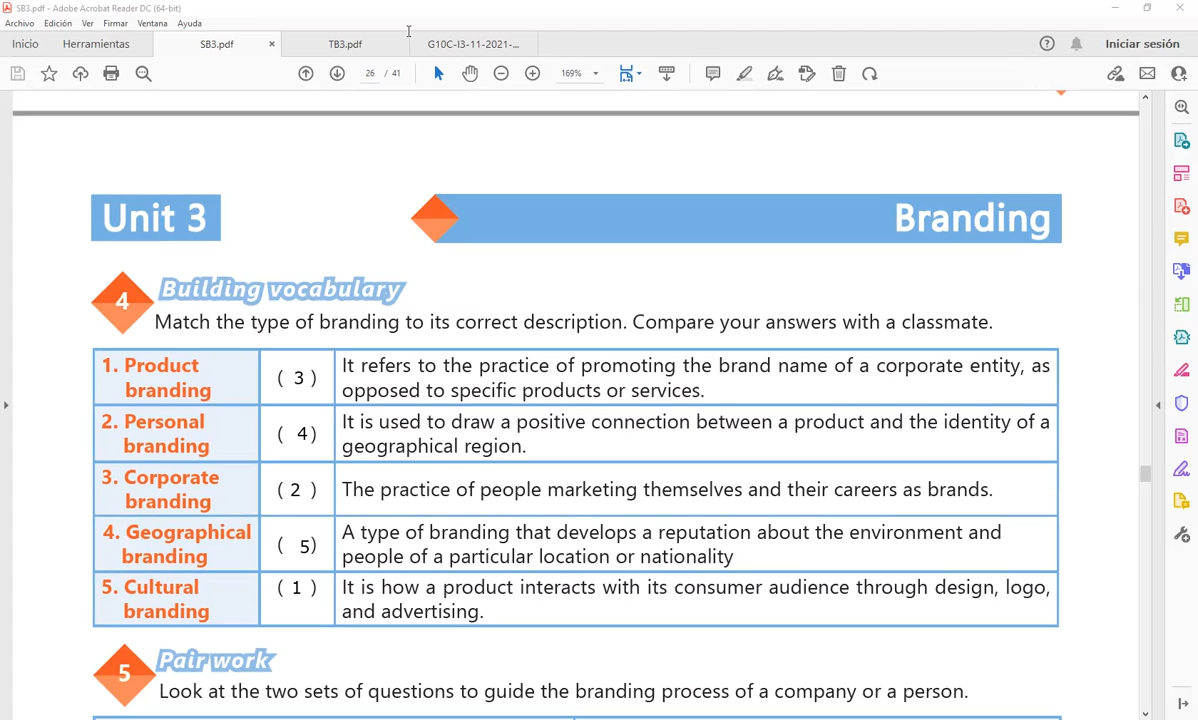 SB3.pdf - Adobe Acrobat Reader DC (64-bit)
Archivo Edición Ver Firmar Ventana Ayuda
Inicio Herramientas SB3.pdf × TB3.pdf G10C-I3-11-2021-... Iniciar sesión
26 / 41 169%
Unit 3 Branding
4 Building vocabulary
Match the type of branding to its correct description. Compare your answers with a classmate.
1. Product
branding
( 3 )
It refers to the practice of promoting the brand name of a corporate entity, as
opposed to specific products or services.
2. Personal
branding
( 4 )
It is used to draw a positive connection between a product and the identity of a
geographical region.
3. Corporate
branding
( 2 )
The practice of people marketing themselves and their careers as brands.
4. Geographical
branding
( 5 )
A type of branding that develops a reputation about the environment and
people of a particular location or nationality
5. Cultural
branding
( 1 )
It is how a product interacts with its consumer audience through design, logo,
and advertising.
5 Pair work
Look at the two sets of questions to guide the branding process of a company or a person.